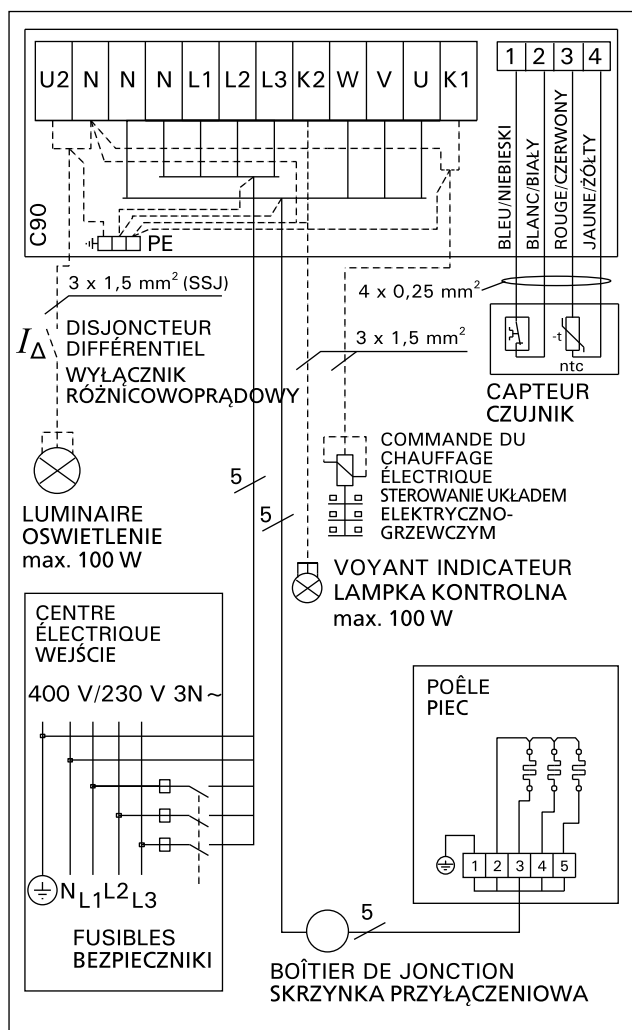 U2 N N N L1 L2 L3 K2 W V U K1
1 2 3 4
BLEU/NIEBIESKI
BLANC/BIAŁY
ROUGE/CZERWONY
JAUNE/ŻÓŁTY
C90
PE
3 x 1,5 mm² (SSJ)
4 x 0,25 mm²
I∆
DISJONCTEUR
DIFFÉRENTIEL
WYŁĄCZNIK
RÓŻNICOWOPRĄDOWY
3 x 1,5 mm²
-t
ntc
CAPTEUR
CZUJNIK
COMMANDE DU
CHAUFFAGE
ÉLECTRIQUE
STEROWANIE UKŁADEM
ELEKTRYCZNO-
GRZEWCZYM
5
5
LUMINAIRE
OSWIETLENIE
max. 100 W
VOYANT INDICATEUR
LAMPKA KONTROLNA
max. 100 W
CENTRE
ÉLECTRIQUE
WEJŚCIE
400 V/230 V 3N ~
N L1 L2 L3
FUSIBLES
BEZPIECZNIKI
POÊLE
PIEC
1 2 3 4 5
5
BOÎTIER DE JONCTION
SKRZYNKA PRZYŁĄCZENIOWA